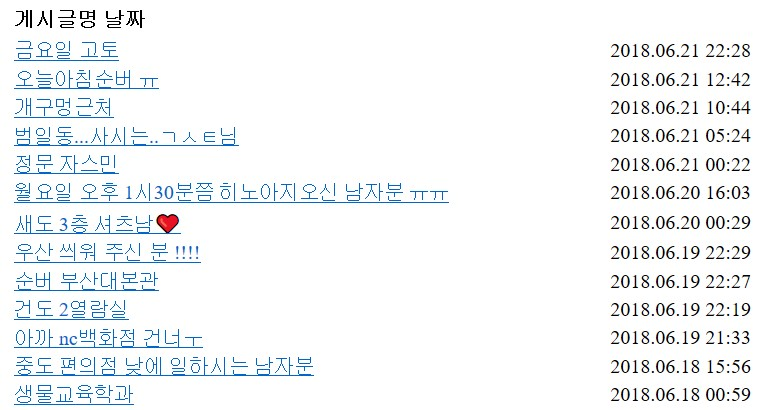 게시글명 날짜
금요일 고토 2018.06.21 22:28
오늘아침순버 ㅠ 2018.06.21 12:42
개구멍근처 2018.06.21 10:44
범일동...사시는..ㄱㅅㅌ님 2018.06.21 05:24
정문 자스민 2018.06.21 00:22
월요일 오후 1시30분쯤 히노아지오신 남자분 ㅠㅠ 2018.06.20 16:03
새도 3층 셔츠남❤ 2018.06.20 00:29
우산 씌워 주신 분 !!!! 2018.06.19 22:29
순버 부산대본관 2018.06.19 22:27
건도 2열람실 2018.06.19 22:19
아까 nc백화점 건너ㅜ 2018.06.19 21:33
중도 편의점 낮에 일하시는 남자분 2018.06.18 15:56
생물교육학과 2018.06.18 00:59